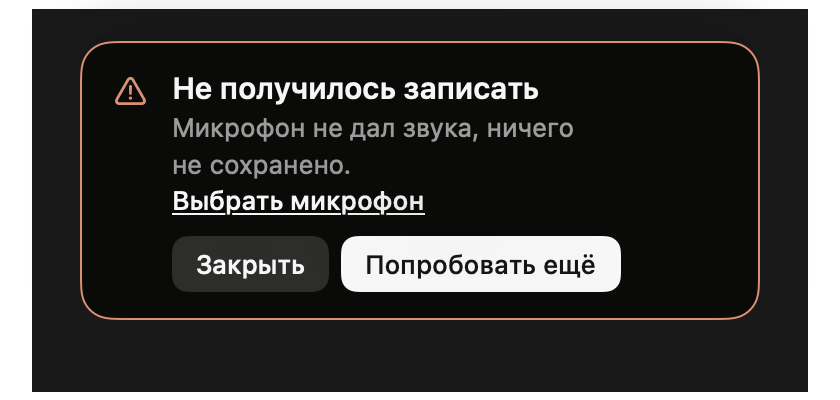 Не получилось записать
Микрофон не дал звука, ничего
не сохранено.
Выбрать микрофон
Закрыть
Попробовать ещё